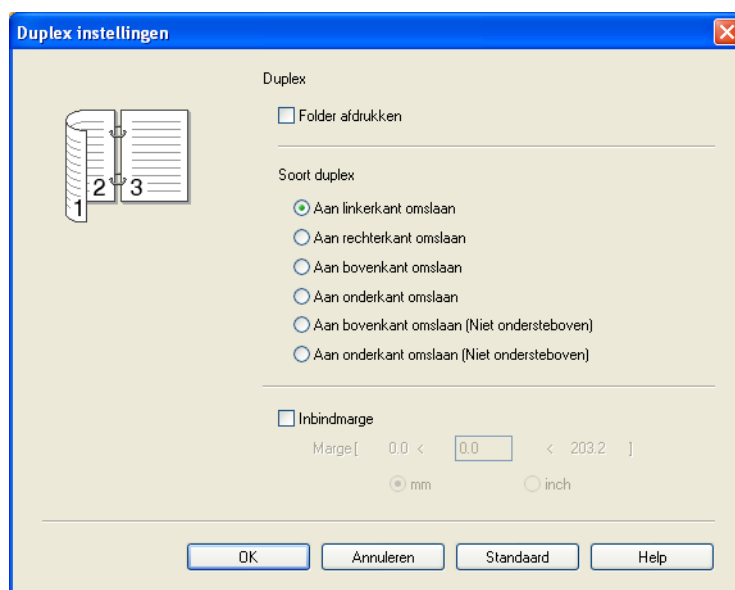 Duplex instellingen
Duplex
Folder afdrukken
1 2 3
Soort duplex
Aan linkerkant omslaan
Aan rechterkant omslaan
Aan bovenkant omslaan
Aan onderkant omslaan
Aan bovenkant omslaan (Niet ondersteboven)
Aan onderkant omslaan (Niet ondersteboven)
Inbindmarge
Marge [ 0.0 < 0.0 < 203.2 ]
mm inch
OK Annuleren Standaard Help